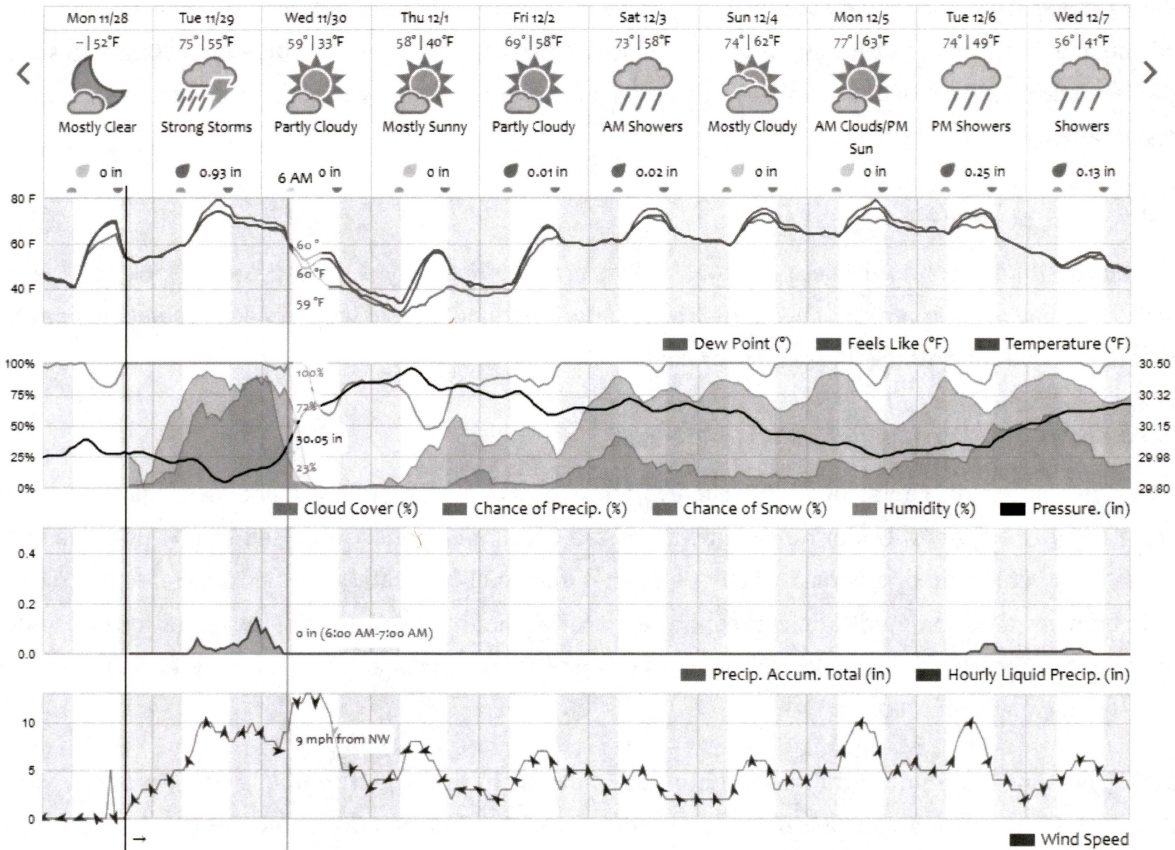 Mon 11/28 Tue 11/29 Wed 11/30 Thu 12/1 Fri 12/2 Sat 12/3 Sun 12/4 Mon 12/5 Tue 12/6 Wed 12/7
--|52°F 75°|55°F 59°|33°F 58°|40°F 69°|58°F 73°|58°F 74°|62°F 77°|63°F 74°|49°F 56°|41°F
Mostly Clear Strong Storms Partly Cloudy Mostly Sunny Partly Cloudy AM Showers Mostly Cloudy AM Clouds/PM PM Showers Showers
Sun
0 in 0.93 in 6 AM 0 in 0 in 0.01 in 0.02 in 0 in 0 in 0.25 in 0.13 in
80 F
60 F
40 F
60 °
60 °F
59 °F
Dew Point (°) Feels Like (°F) Temperature (°F)
100% 30.50
75% 30.32
50% 30.15
25% 29.98
0% 29.80
100%
72%
30.05 in
23%
Cloud Cover (%) Chance of Precip. (%) Chance of Snow (%) Humidity (%) Pressure. (in)
0.4
0.2
0.0
0 in (6:00 AM-7:00 AM)
Precip. Accum. Total (in) Hourly Liquid Precip. (in)
10
5
0
9 mph from NW
→
Wind Speed